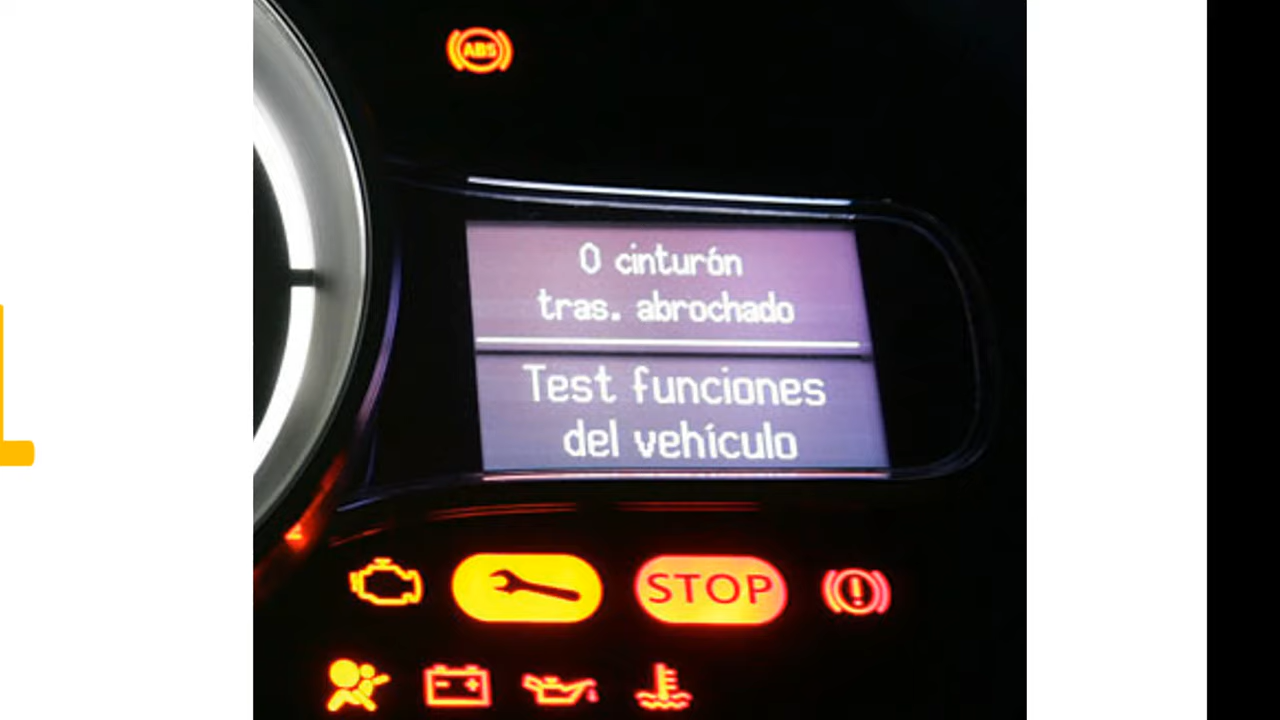 ABS
0 cinturón
tras. abrochado
Test funciones
del vehículo
STOP